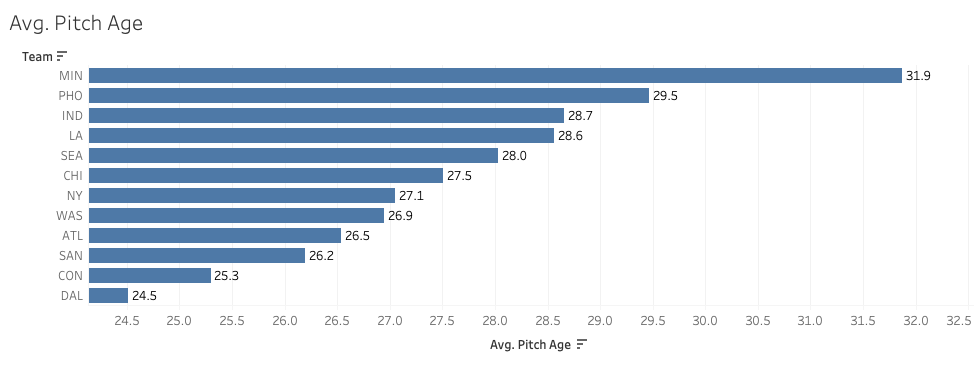 Avg. Pitch Age
Team
MIN 31.9
PHO 29.5
IND 28.7
LA 28.6
SEA 28.0
CHI 27.5
NY 27.1
WAS 26.9
ATL 26.5
SAN 26.2
CON 25.3
DAL 24.5
24.5 25.0 25.5 26.0 26.5 27.0 27.5 28.0 28.5 29.0 29.5 30.0 30.5 31.0 31.5 32.0 32.5
Avg. Pitch Age